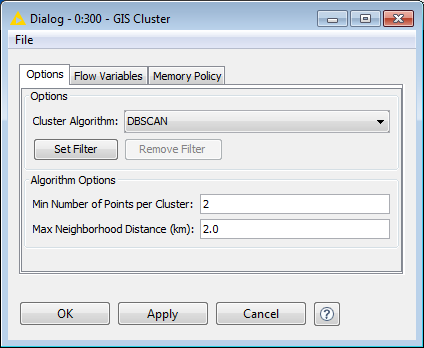 Dialog - 0:300 - GIS Cluster
File
Options Flow Variables Memory Policy
Options
Cluster Algorithm: DBSCAN
Set Filter Remove Filter
Algorithm Options
Min Number of Points per Cluster: 2
Max Neighborhood Distance (km): 2.0
OK Apply Cancel ?